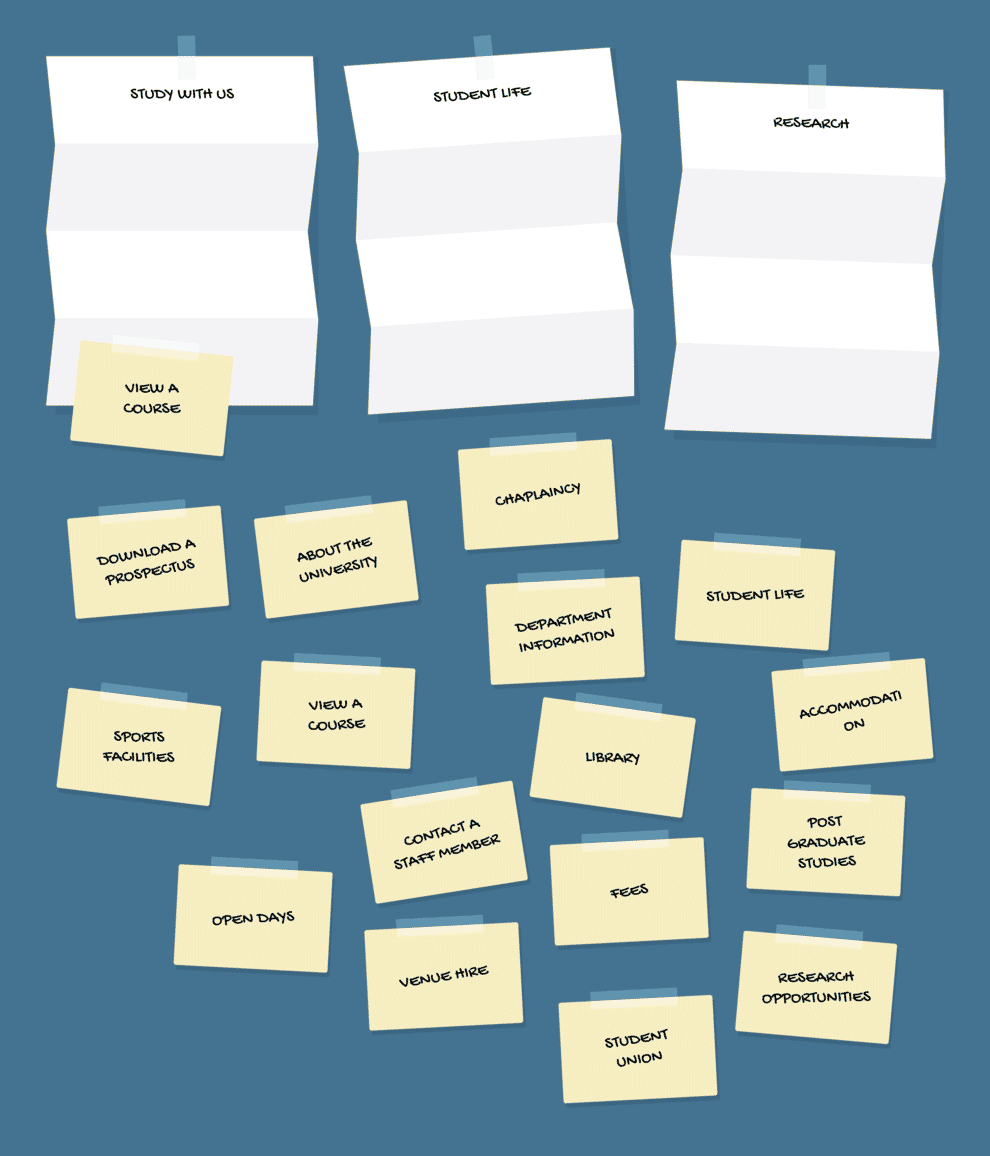 STUDY WITH US
STUDENT LIFE
RESEARCH
VIEW A
COURSE
CHAPLAINCY
DOWNLOAD A
PROSPECTUS
ABOUT THE
UNIVERSITY
DEPARTMENT
INFORMATION
STUDENT LIFE
SPORTS
FACILITIES
VIEW A
COURSE
LIBRARY
ACCOMMODATI
ON
CONTACT A
STAFF MEMBER
FEES
POST
GRADUATE
STUDIES
OPEN DAYS
VENUE HIRE
STUDENT
UNION
RESEARCH
OPPORTUNITIES